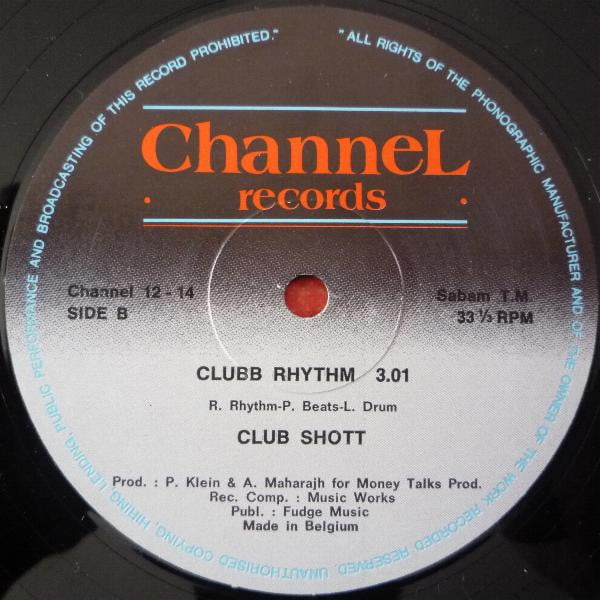 "ALL RIGHTS OF THE PHONOGRAPHIC MANUFACTURER AND OF THE OWNER OF THE WORK RECORDED RESERVED. UNAUTHORISED COPYING, HIRING LENDING, PUBLIC PERFORMANCE AND BROADCASTING OF THIS RECORD PROHIBITED."
ChanneL
· records ·
Channel 12 - 14
Sabam T.M.
SIDE B
33 ⅓ RPM
CLUBB RHYTHM 3.01
R. Rhythm-P. Beats-L. Drum
CLUB SHOTT
Prod. : P. Klein & A. Maharajh for Money Talks Prod.
Rec. Comp. : Music Works
Publ. : Fudge Music
Made in Belgium